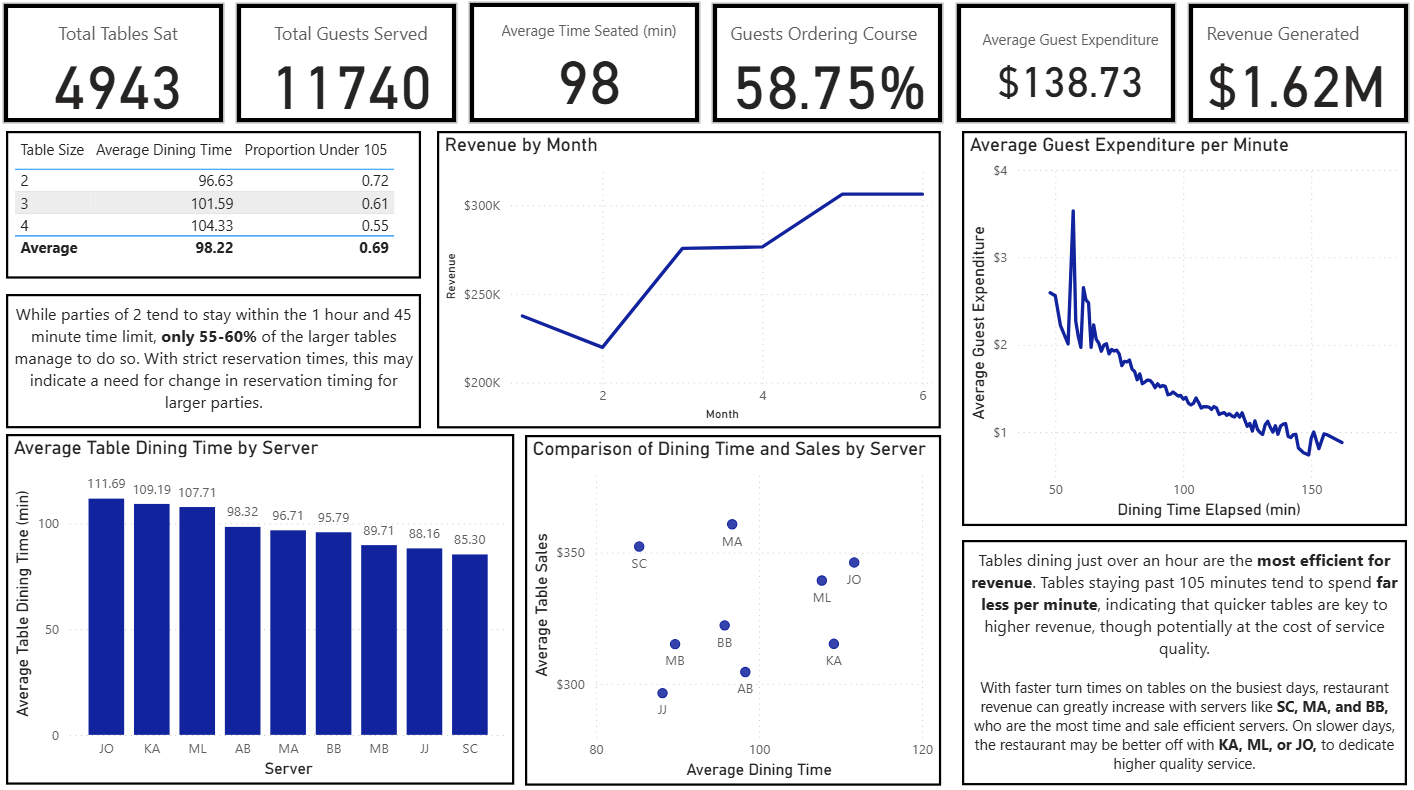 Total Tables Sat
4943
Total Guests Served
11740
Average Time Seated (min)
98
Guests Ordering Course
58.75%
Average Guest Expenditure
$138.73
Revenue Generated
$1.62M
Table Size Average Dining Time Proportion Under 105
2 96.63 0.72
3 101.59 0.61
4 104.33 0.55
Average 98.22 0.69
While parties of 2 tend to stay within the 1 hour and 45
minute time limit, only 55-60% of the larger tables
manage to do so. With strict reservation times, this may
indicate a need for change in reservation timing for
larger parties.
Revenue by Month
Revenue
$300K
$250K
$200K
2 4 6
Month
Average Guest Expenditure per Minute
Average Guest Expenditure
$4
$3
$2
$1
50 100 150
Dining Time Elapsed (min)
Average Table Dining Time by Server
Average Table Dining Time (min)
100
50
0
111.69 109.19 107.71 98.32 96.71 95.79 89.71 88.16 85.30
JO KA ML AB MA BB MB JJ SC
Server
Comparison of Dining Time and Sales by Server
Average Table Sales
$350
$300
MA
SC
JO
ML
BB
MB
KA
AB
JJ
80 100 120
Average Dining Time
Tables dining just over an hour are the most efficient for
revenue. Tables staying past 105 minutes tend to spend far
less per minute, indicating that quicker tables are key to
higher revenue, though potentially at the cost of service
quality.
With faster turn times on tables on the busiest days, restaurant
revenue can greatly increase with servers like SC, MA, and BB,
who are the most time and sale efficient servers. On slower days,
the restaurant may be better off with KA, ML, or JO, to dedicate
higher quality service.